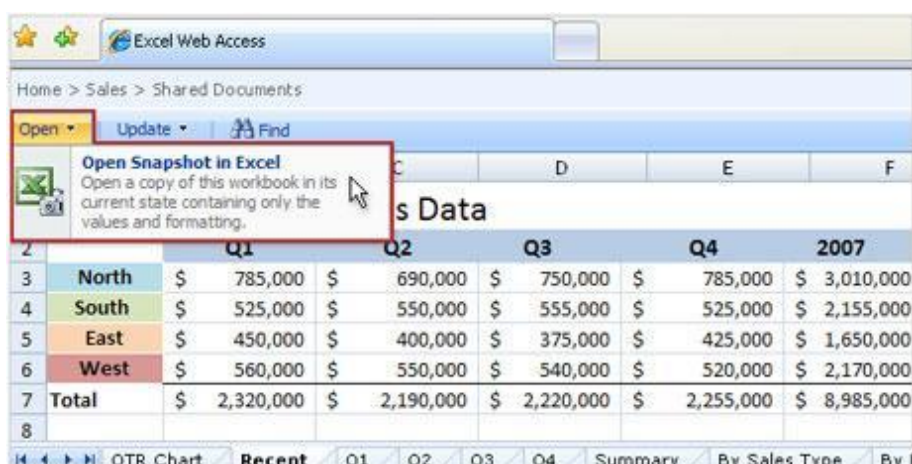 Excel Web Access
Home > Sales > Shared Documents
Open Update Find
Open Snapshot in Excel
Open a copy of this workbook in its
current state containing only the
values and formatting.
C D E F
s Data
2 Q1 Q2 Q3 Q4 2007
3 North $ 785,000 $ 690,000 $ 750,000 $ 785,000 $ 3,010,000
4 South $ 525,000 $ 550,000 $ 555,000 $ 525,000 $ 2,155,000
5 East $ 450,000 $ 400,000 $ 375,000 $ 425,000 $ 1,650,000
6 West $ 560,000 $ 550,000 $ 540,000 $ 520,000 $ 2,170,000
7 Total $ 2,320,000 $ 2,190,000 $ 2,220,000 $ 2,255,000 $ 8,985,000
8
QTR Chart Recent Q1 Q2 Q3 Q4 Summary By Sales Type By